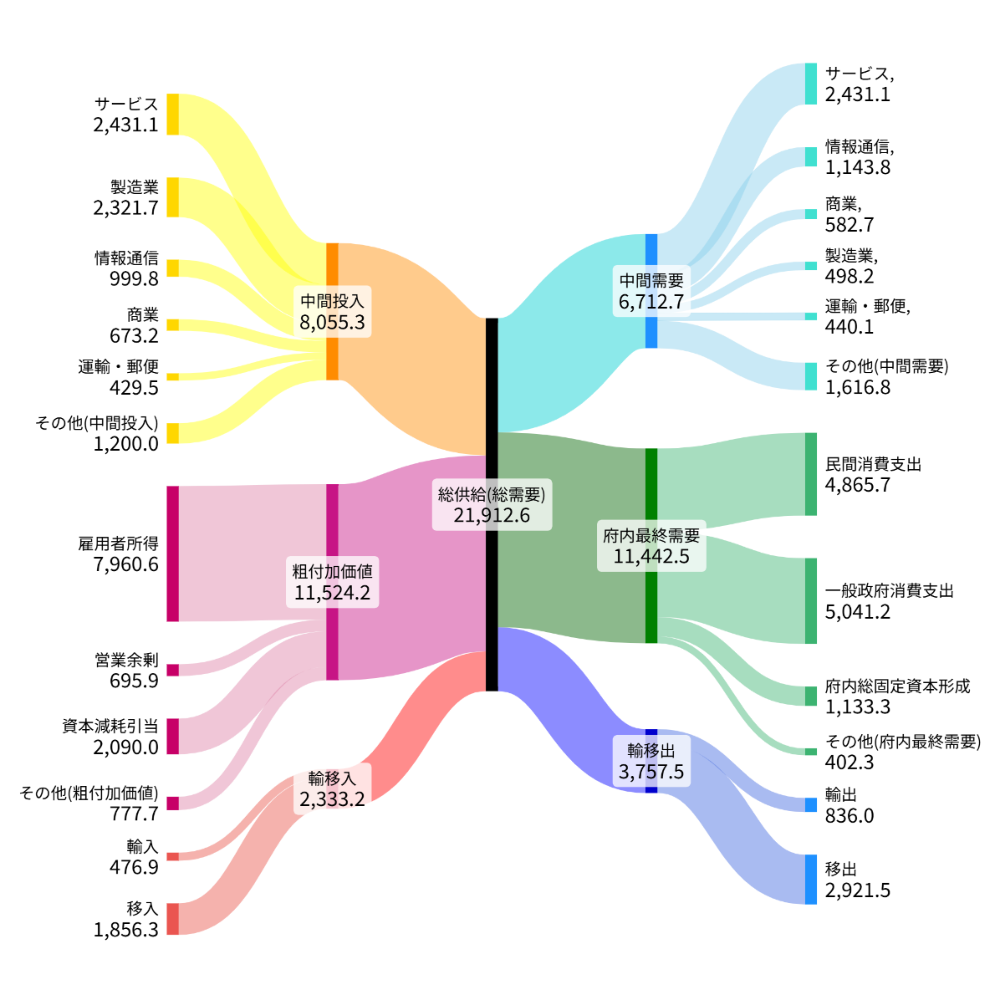 サービス
2,431.1
製造業
2,321.7
情報通信
999.8
商業
673.2
運輸・郵便
429.5
その他(中間投入)
1,200.0
雇用者所得
7,960.6
営業余剰
695.9
資本減耗引当
2,090.0
その他(粗付加価値)
777.7
輸入
476.9
移入
1,856.3
中間投入
8,055.3
粗付加価値
11,524.2
輸移入
2,333.2
総供給(総需要)
21,912.6
中間需要
6,712.7
府内最終需要
11,442.5
輸移出
3,757.5
サービス,
2,431.1
情報通信,
1,143.8
商業,
582.7
製造業,
498.2
運輸・郵便,
440.1
その他(中間需要)
1,616.8
民間消費支出
4,865.7
一般政府消費支出
5,041.2
府内総固定資本形成
1,133.3
その他(府内最終需要)
402.3
輸出
836.0
移出
2,921.5